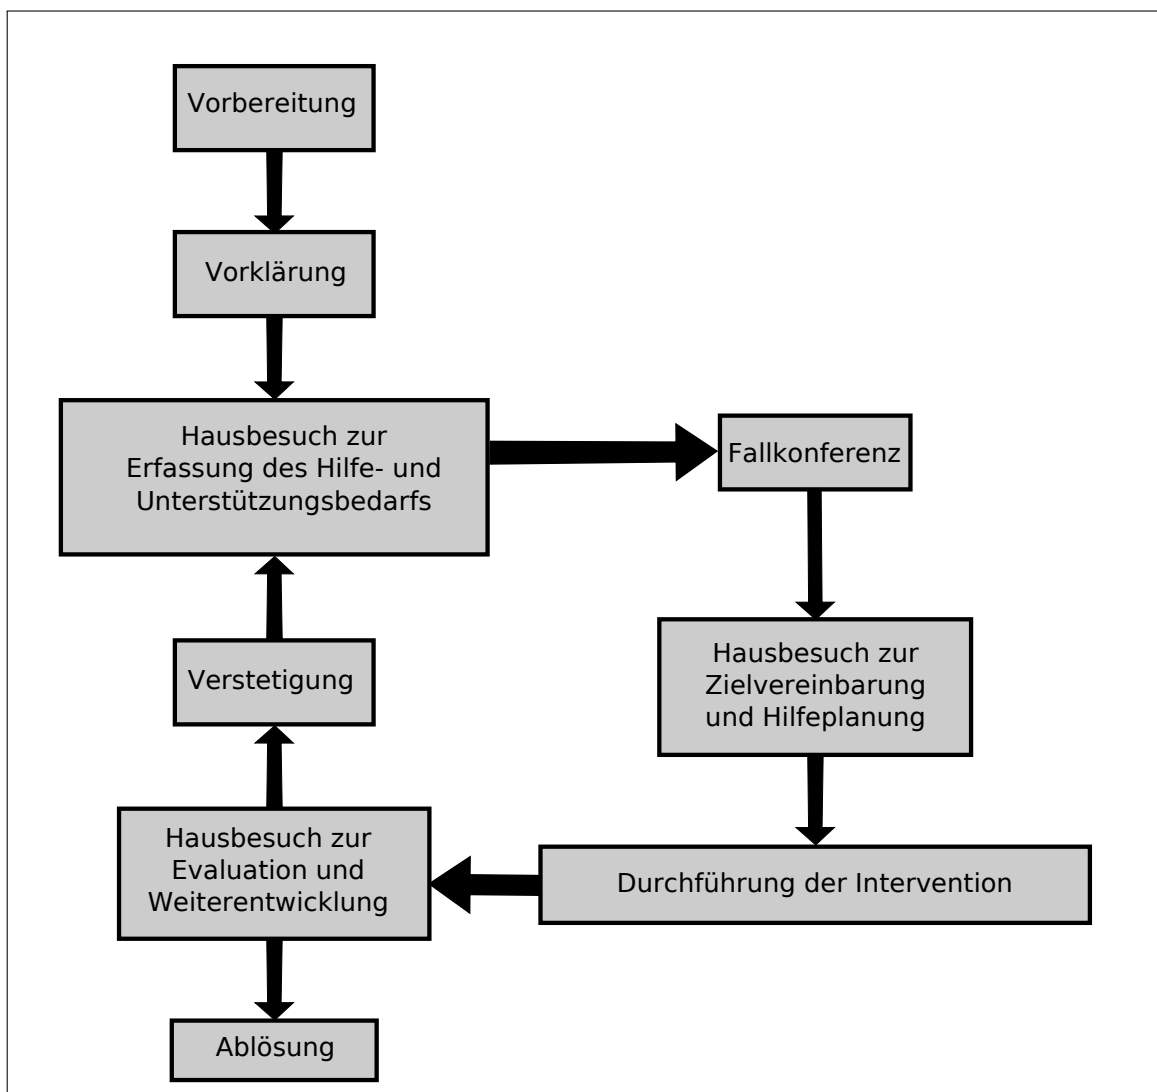 Vorbereitung
Vorklärung
Hausbesuch zur
Erfassung des Hilfe- und
Unterstützungsbedarfs
Fallkonferenz
Hausbesuch zur
Zielvereinbarung
und Hilfeplanung
Durchführung der Intervention
Hausbesuch zur
Evaluation und
Weiterentwicklung
Verstetigung
Ablösung